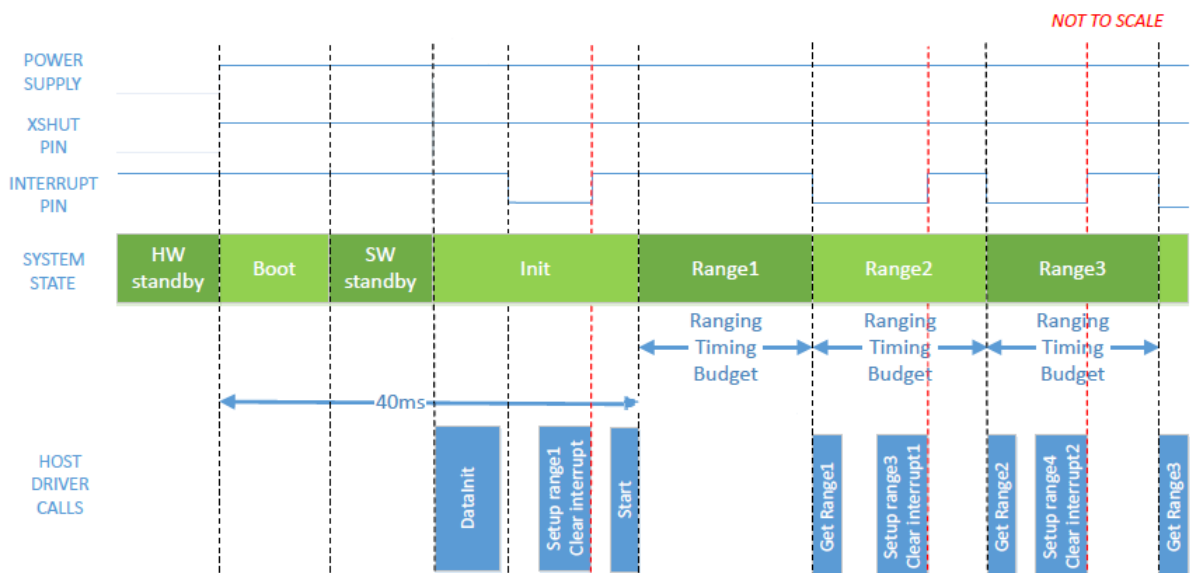 NOT TO SCALE
POWER
SUPPLY
XSHUT
PIN
INTERRUPT
PIN
SYSTEM
STATE
HW
standby
Boot
SW
standby
Init
Range1
Range2
Range3
Ranging
Timing
Budget
Ranging
Timing
Budget
Ranging
Timing
Budget
40ms
HOST
DRIVER
CALLS
DataInit
Setup range1
Clear interrupt
Start
Get Range1
Setup range3
Clear interrupt1
Get Range2
Setup range4
Clear interrupt2
Get Range3